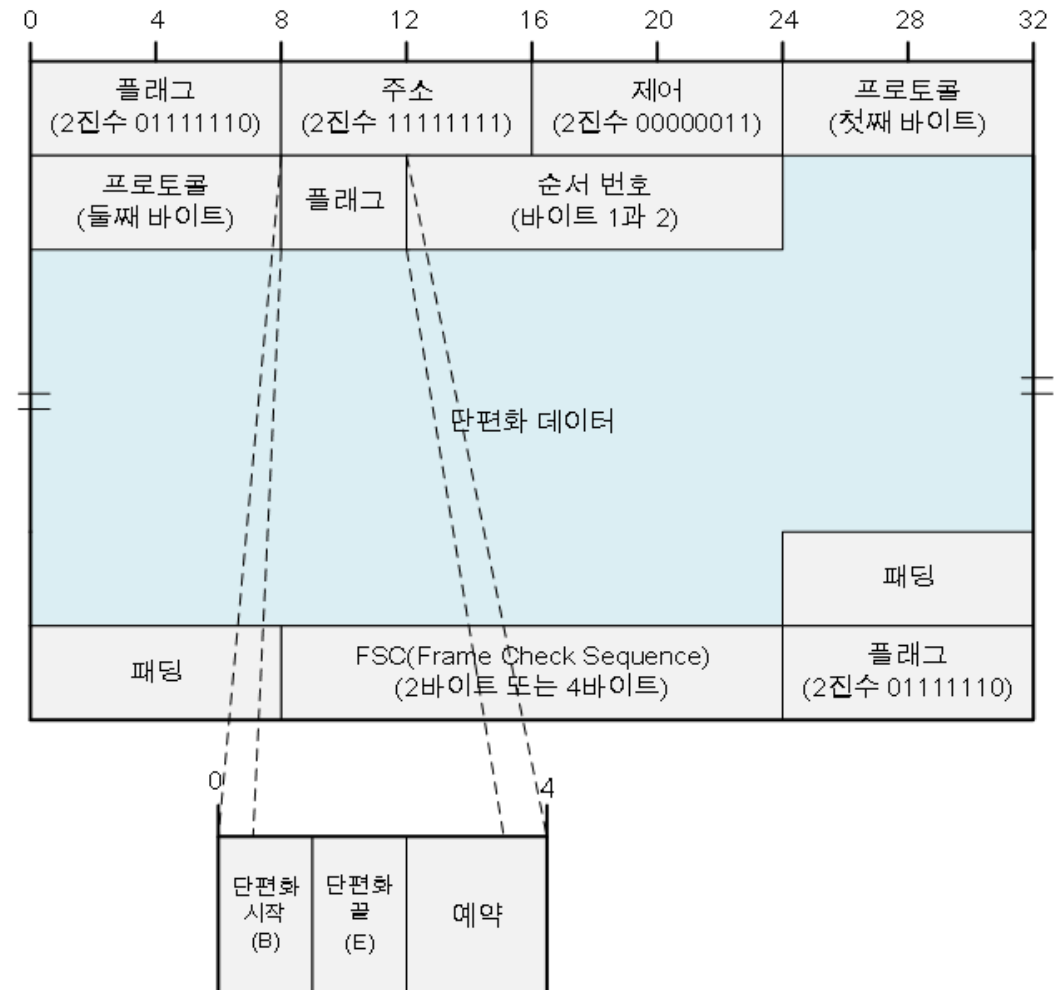 0 4 8 12 16 20 24 28 32
플래그
(2진수 01111110)
주소
(2진수 11111111)
제어
(2진수 00000011)
프로토콜
(첫째 바이트)
프로토콜
(둘째 바이트)
플래그
순서 번호
(바이트 1과 2)
단편화 데이터
패딩
패딩
FSC(Frame Check Sequence)
(2바이트 또는 4바이트)
플래그
(2진수 01111110)
0 4
단편화
시작
(B)
단편화
끝
(E)
예약